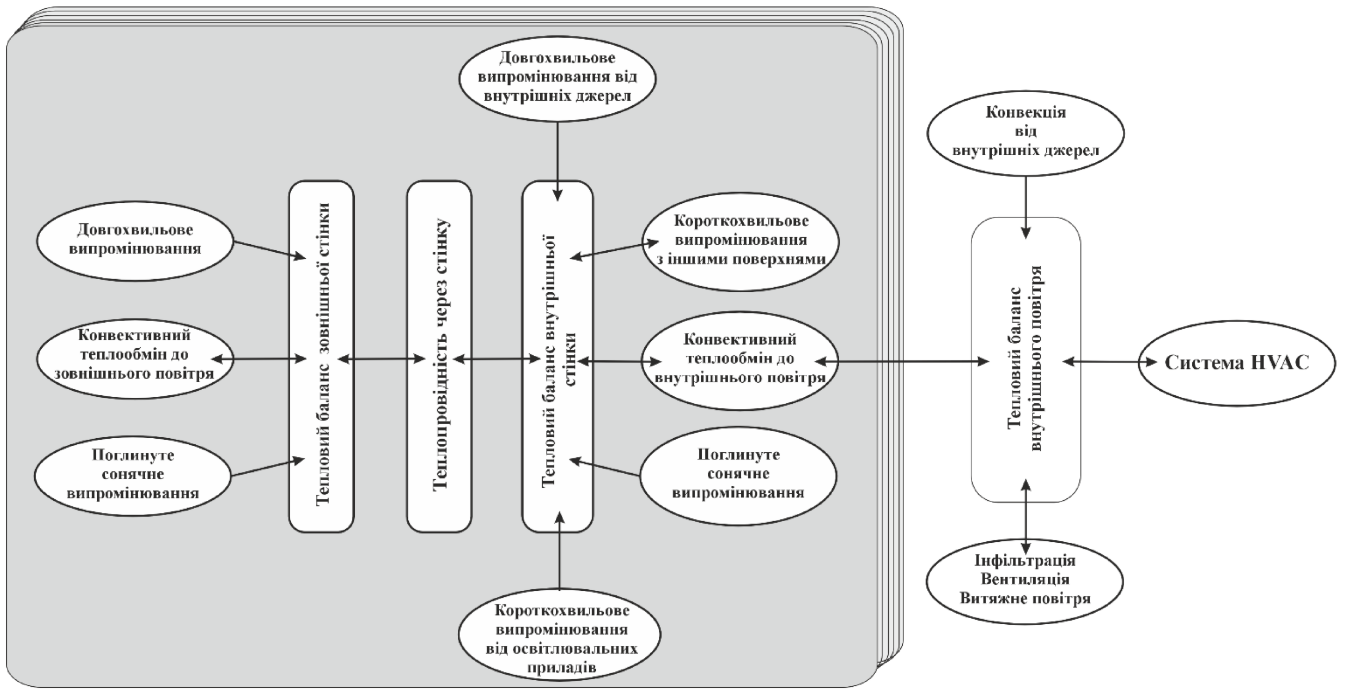 Довгохвильове
випромінювання від
внутрішніх джерел
Конвекція
від
внутрішніх джерел
Довгохвильове
випромінювання
Конвективний
теплообмін до
зовнішнього повітря
Поглинуте
сонячне
випромінювання
Тепловий баланс зовнішньої стінки
Теплопровідність через стінку
Тепловий баланс внутрішньої
стінки
Короткохвильове
випромінювання
з іншими поверхнями
Конвективний
теплообмін до
внутрішнього повітря
Поглинуте
сонячне
випромінювання
Тепловий баланс
внутрішнього повітря
Система HVAC
Інфільтрація
Вентиляція
Витяжне повітря
Короткохвильове
випромінювання
від освітлювальних
приладів